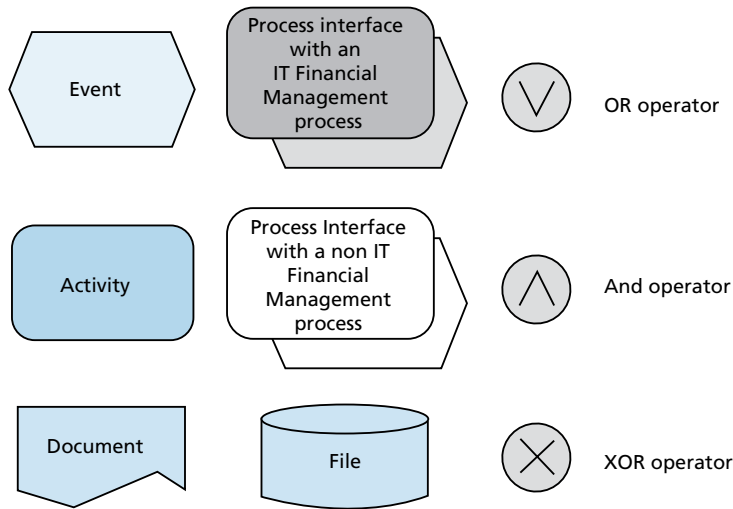 Event
Process interface
with an
IT Financial
Management
process
OR operator
Activity
Process Interface
with a non IT
Financial
Management
process
And operator
Document
File
XOR operator